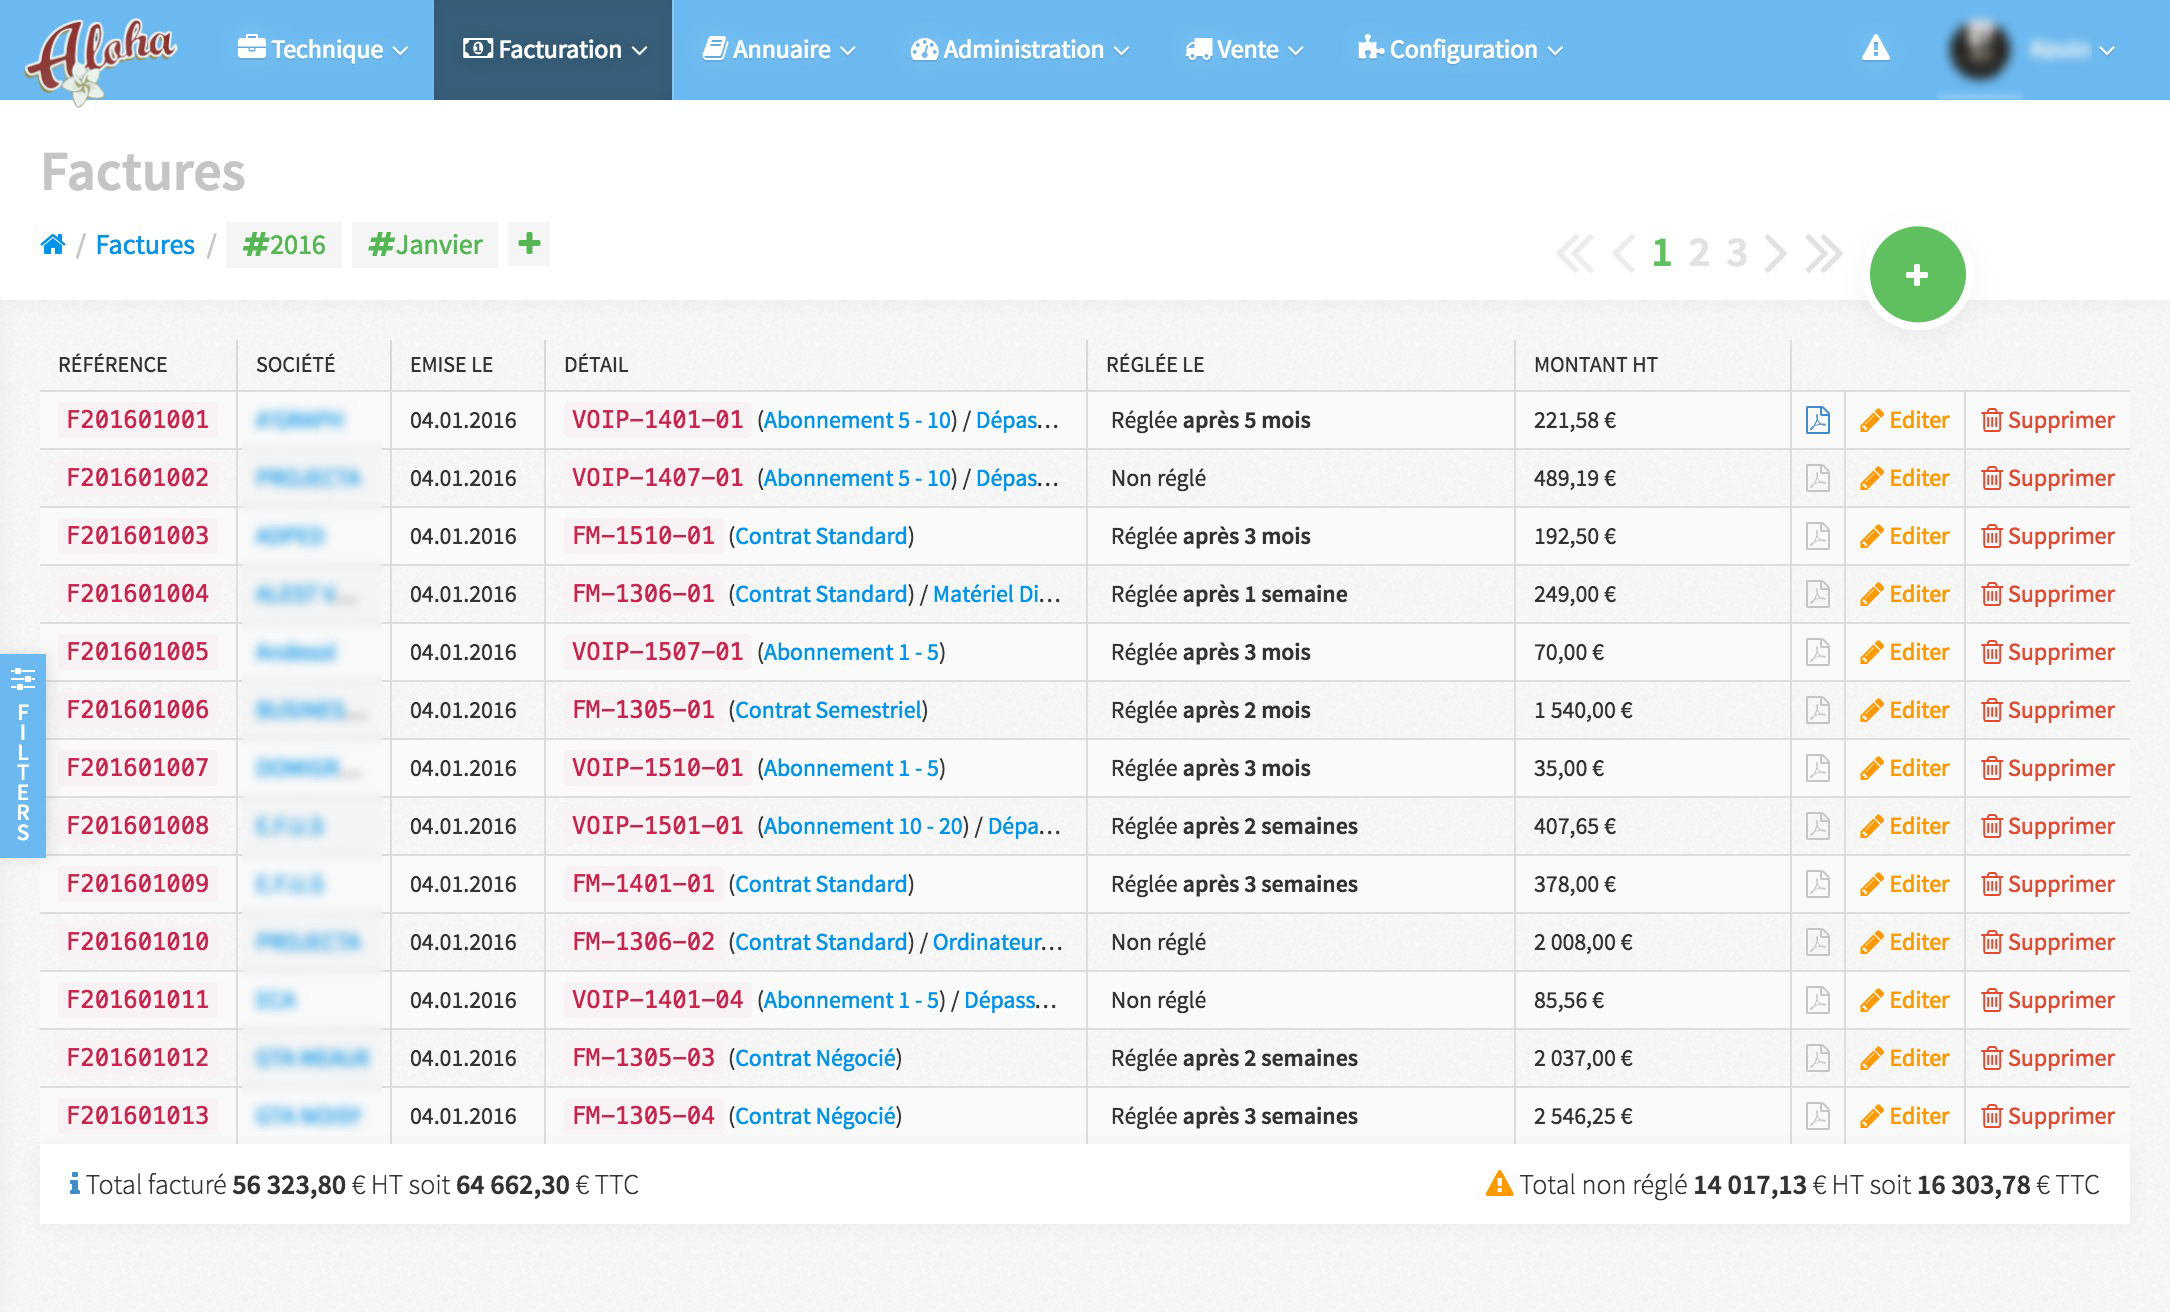 Aloha
Technique Facturation Annuaire Administration Vente Configuration
Factures
/ Factures / #2016 #Janvier +
1 2 3
+
RÉFÉRENCE SOCIÉTÉ EMISE LE DÉTAIL RÉGLÉE LE MONTANT HT
F201601001 04.01.2016 VOIP-1401-01 (Abonnement 5 - 10) / Dépas… Réglée après 5 mois 221,58 € Editer Supprimer
F201601002 04.01.2016 VOIP-1407-01 (Abonnement 5 - 10) / Dépas… Non réglé 489,19 € Editer Supprimer
F201601003 04.01.2016 FM-1510-01 (Contrat Standard) Réglée après 3 mois 192,50 € Editer Supprimer
F201601004 04.01.2016 FM-1306-01 (Contrat Standard) / Matériel Di… Réglée après 1 semaine 249,00 € Editer Supprimer
F201601005 04.01.2016 VOIP-1507-01 (Abonnement 1 - 5) Réglée après 3 mois 70,00 € Editer Supprimer
F201601006 04.01.2016 FM-1305-01 (Contrat Semestriel) Réglée après 2 mois 1 540,00 € Editer Supprimer
F201601007 04.01.2016 VOIP-1510-01 (Abonnement 1 - 5) Réglée après 3 mois 35,00 € Editer Supprimer
F201601008 04.01.2016 VOIP-1501-01 (Abonnement 10 - 20) / Dépa… Réglée après 2 semaines 407,65 € Editer Supprimer
F201601009 04.01.2016 FM-1401-01 (Contrat Standard) Réglée après 3 semaines 378,00 € Editer Supprimer
F201601010 04.01.2016 FM-1306-02 (Contrat Standard) / Ordinateur… Non réglé 2 008,00 € Editer Supprimer
F201601011 04.01.2016 VOIP-1401-04 (Abonnement 1 - 5) / Dépass… Non réglé 85,56 € Editer Supprimer
F201601012 04.01.2016 FM-1305-03 (Contrat Négocié) Réglée après 2 semaines 2 037,00 € Editer Supprimer
F201601013 04.01.2016 FM-1305-04 (Contrat Négocié) Réglée après 3 semaines 2 546,25 € Editer Supprimer
FILTERS
Total facturé 56 323,80 € HT soit 64 662,30 € TTC
Total non réglé 14 017,13 € HT soit 16 303,78 € TTC